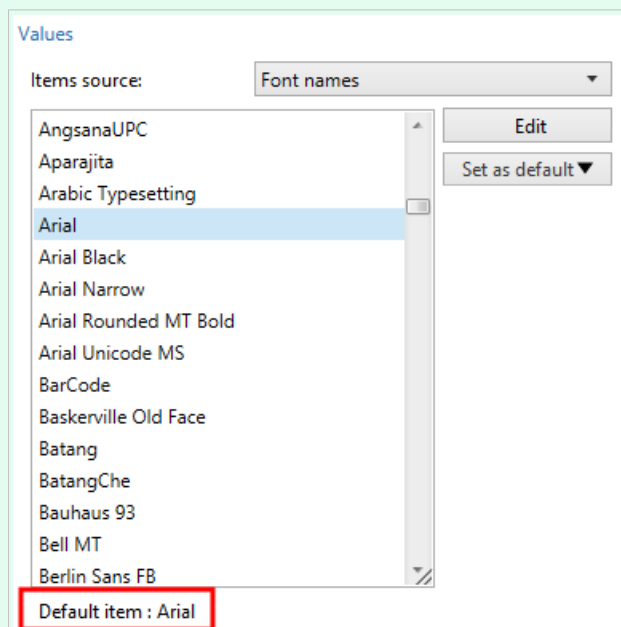 Values
Items source: Font names
AngsanaUPC
Edit
Aparajita
Set as default▼
Arabic Typesetting
Arial
Arial Black
Arial Narrow
Arial Rounded MT Bold
Arial Unicode MS
BarCode
Baskerville Old Face
Batang
BatangChe
Bauhaus 93
Bell MT
Berlin Sans FB
Default item : Arial